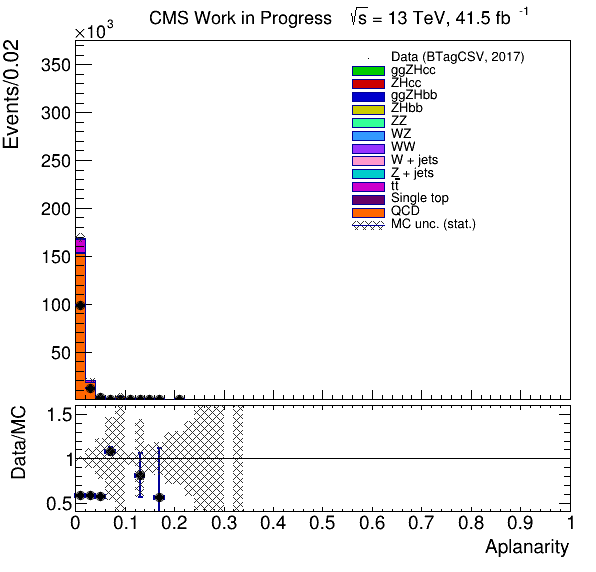 CMS Work in Progress √s = 13 TeV, 41.5 fb⁻¹
×10³
Events/0.02
350
300
250
200
150
100
50
Data (BTagCSV, 2017)
ggZHcc
ZHcc
ggZHbb
ZHbb
ZZ
WZ
WW
W + jets
Z + jets
tt̅
Single top
QCD
MC unc. (stat.)
Data/MC
1.5
1
0.5
0 0.1 0.2 0.3 0.4 0.5 0.6 0.7 0.8 0.9 1
Aplanarity